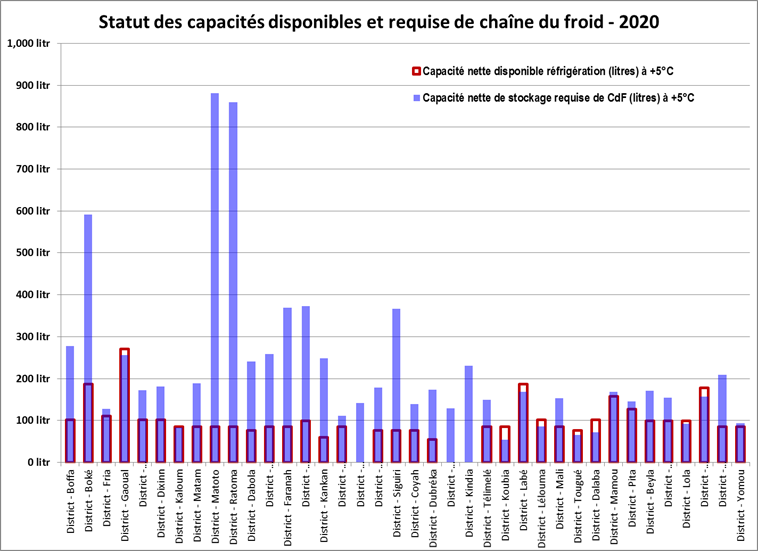 Statut des capacités disponibles et requise de chaîne du froid - 2020
1,000 litr
900 litr
800 litr
700 litr
600 litr
500 litr
400 litr
300 litr
200 litr
100 litr
0 litr
Capacité nette disponible réfrigération (litres) à +5°C
Capacité nette de stockage requise de CdF (litres) à +5°C
District - Boffa
District - Boké
District - Fria
District - Gaoual
District -...
District - Dixinn
District - Kaloum
District - Matam
District - Matoto
District - Ratoma
District - Dabola
District -...
District - Faranah
District -...
District - Kankan
District -...
District -...
District -...
District - Siguiri
District - Coyah
District - Dubréka
District -...
District - Kindia
District - Télimelé
District - Koubia
District - Labé
District - Lélouma
District - Mali
District - Tougué
District - Dalaba
District - Mamou
District - Pita
District - Beyla
District -...
District - Lola
District -...
District -...
District - Yomou